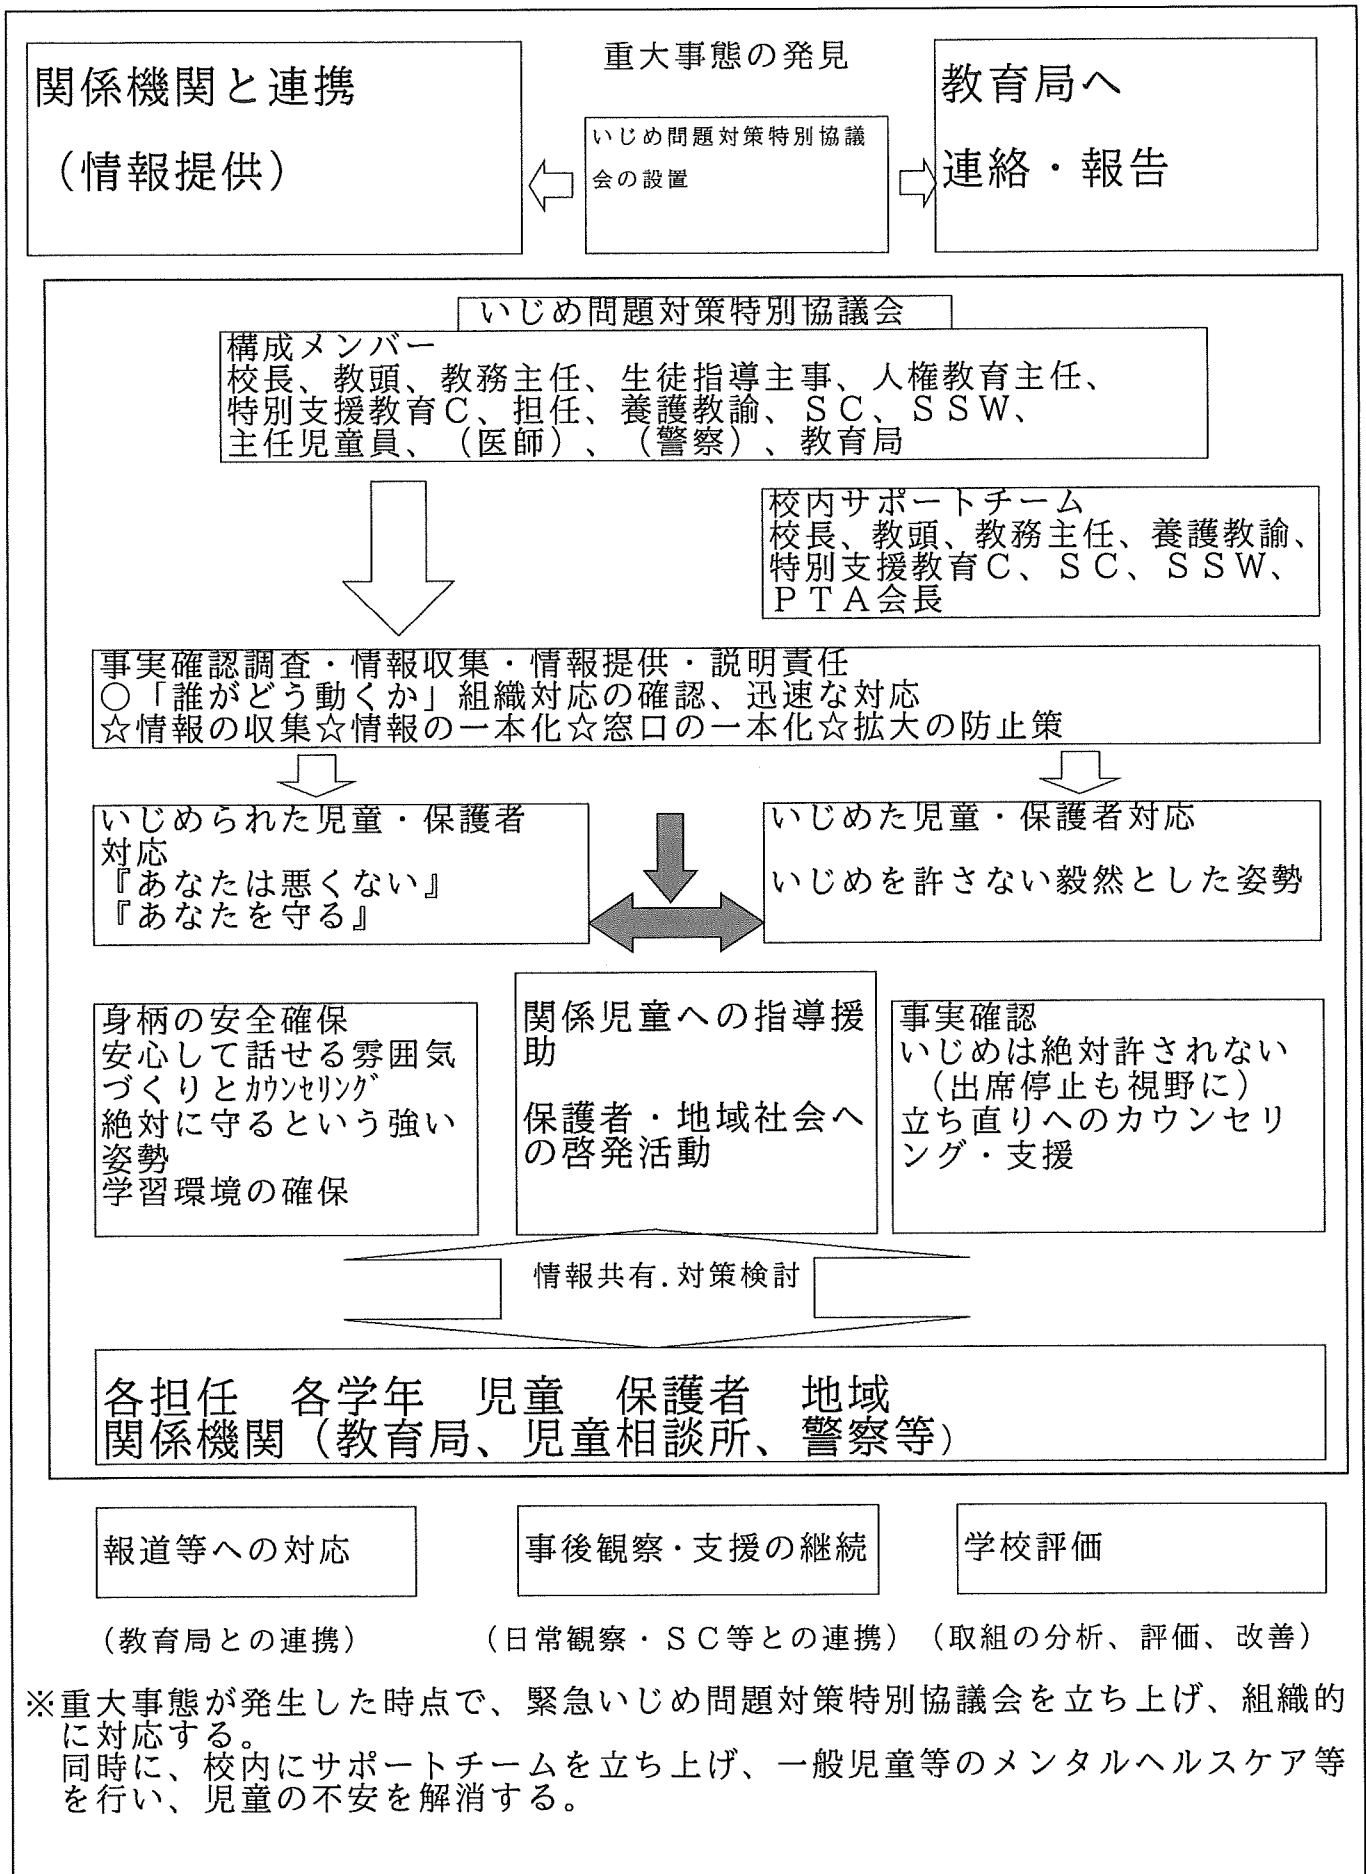 重大事態の発見
関係機関と連携
（情報提供）
いじめ問題対策特別協議
会の設置
教育局へ
連絡・報告
いじめ問題対策特別協議会
構成メンバー
校長、教頭、教務主任、生徒指導主事、人権教育主任、
特別支援教育Ｃ、担任、養護教諭、ＳＣ、ＳＳＷ、
主任児童員、（医師）、（警察）、教育局
校内サポートチーム
校長、教頭、教務主任、養護教諭、
特別支援教育Ｃ、ＳＣ、ＳＳＷ、
ＰＴＡ会長
事実確認調査・情報収集・情報提供・説明責任
○「誰がどう動くか」組織対応の確認、迅速な対応
☆情報の収集☆情報の一本化☆窓口の一本化☆拡大の防止策
いじめられた児童・保護者
対応
『あなたは悪くない』
『あなたを守る』
いじめた児童・保護者対応
いじめを許さない毅然とした姿勢
身柄の安全確保
安心して話せる雰囲気
づくりとｶｳﾝｾﾘﾝｸﾞ
絶対に守るという強い
姿勢
学習環境の確保
関係児童への指導援
助
保護者・地域社会へ
の啓発活動
事実確認
いじめは絶対許されない
（出席停止も視野に）
立ち直りへのカウンセリ
ング・支援
情報共有．対策検討
各担任　各学年　児童　保護者　地域
関係機関（教育局、児童相談所、警察等）
報道等への対応
事後観察・支援の継続
学校評価
（教育局との連携）
（日常観察・ＳＣ等との連携）
（取組の分析、評価、改善）
※重大事態が発生した時点で、緊急いじめ問題対策特別協議会を立ち上げ、組織的
に対応する。
同時に、校内にサポートチームを立ち上げ、一般児童等のメンタルヘルスケア等
を行い、児童の不安を解消する。